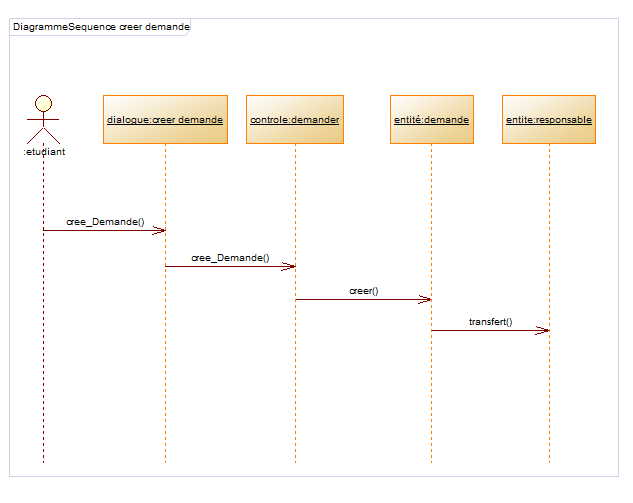 DiagrammeSequence creer demande
dialogue:creer demande
controle:demander
entité:demande
entite:responsable
:etudiant
cree_Demande()
cree_Demande()
creer()
transfert()